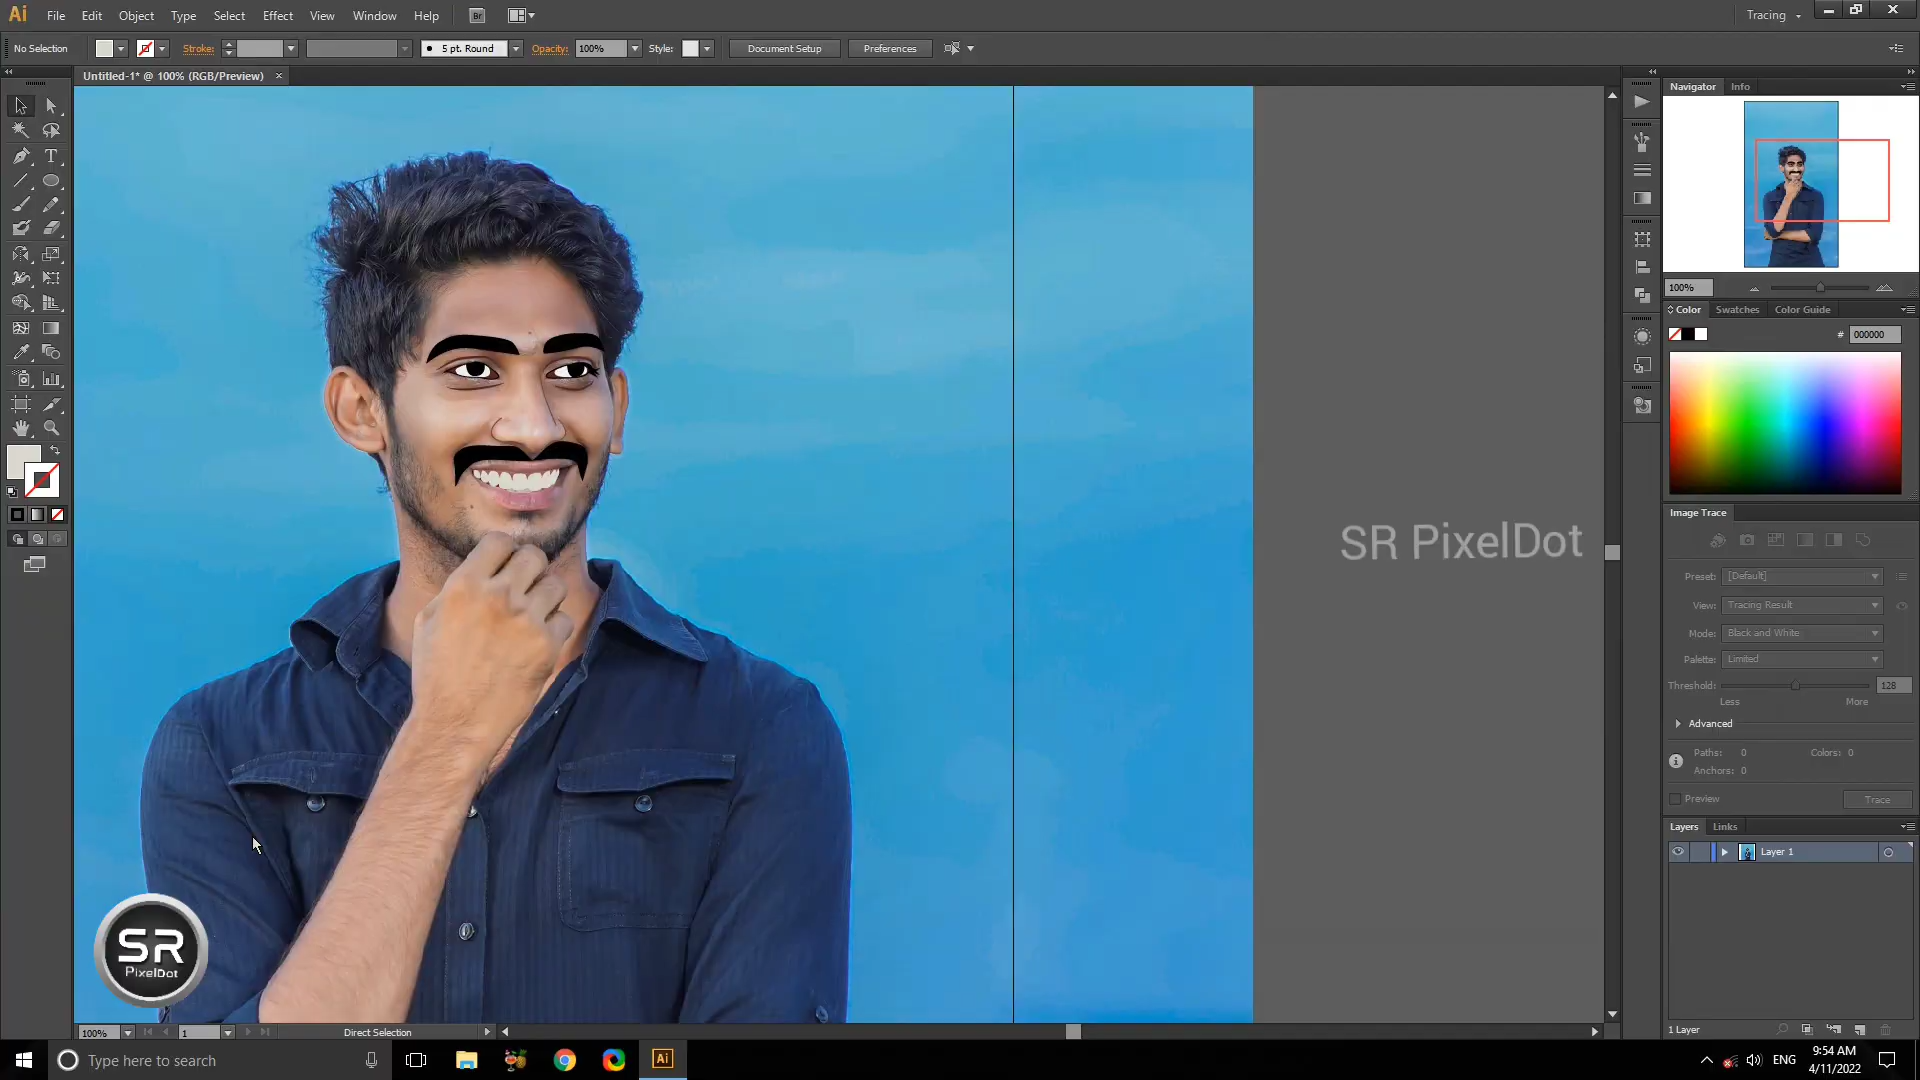 Ai File Edit Object Type Select Effect View Window Help Br Tracing
No Selection Stroke: 5 pt. Round Opacity: 100% Style: Document Setup Preferences
Untitled-1* @ 100% (RGB/Preview) ×
Navigator Info
100%
Color Swatches Color Guide
# 000000
Image Trace
Preset: [Default]
View: Tracing Result
Mode: Black and White
Palette: Limited
Threshold: 128
Less More
Advanced
Paths: 0 Colors: 0
Anchors: 0
Preview Trace
Layers Links
Layer 1
1 Layer
SR PixelDot
SR
PixelDot
100% 1 Direct Selection
Type here to search
Ai
ENG
9:54 AM
4/11/2022